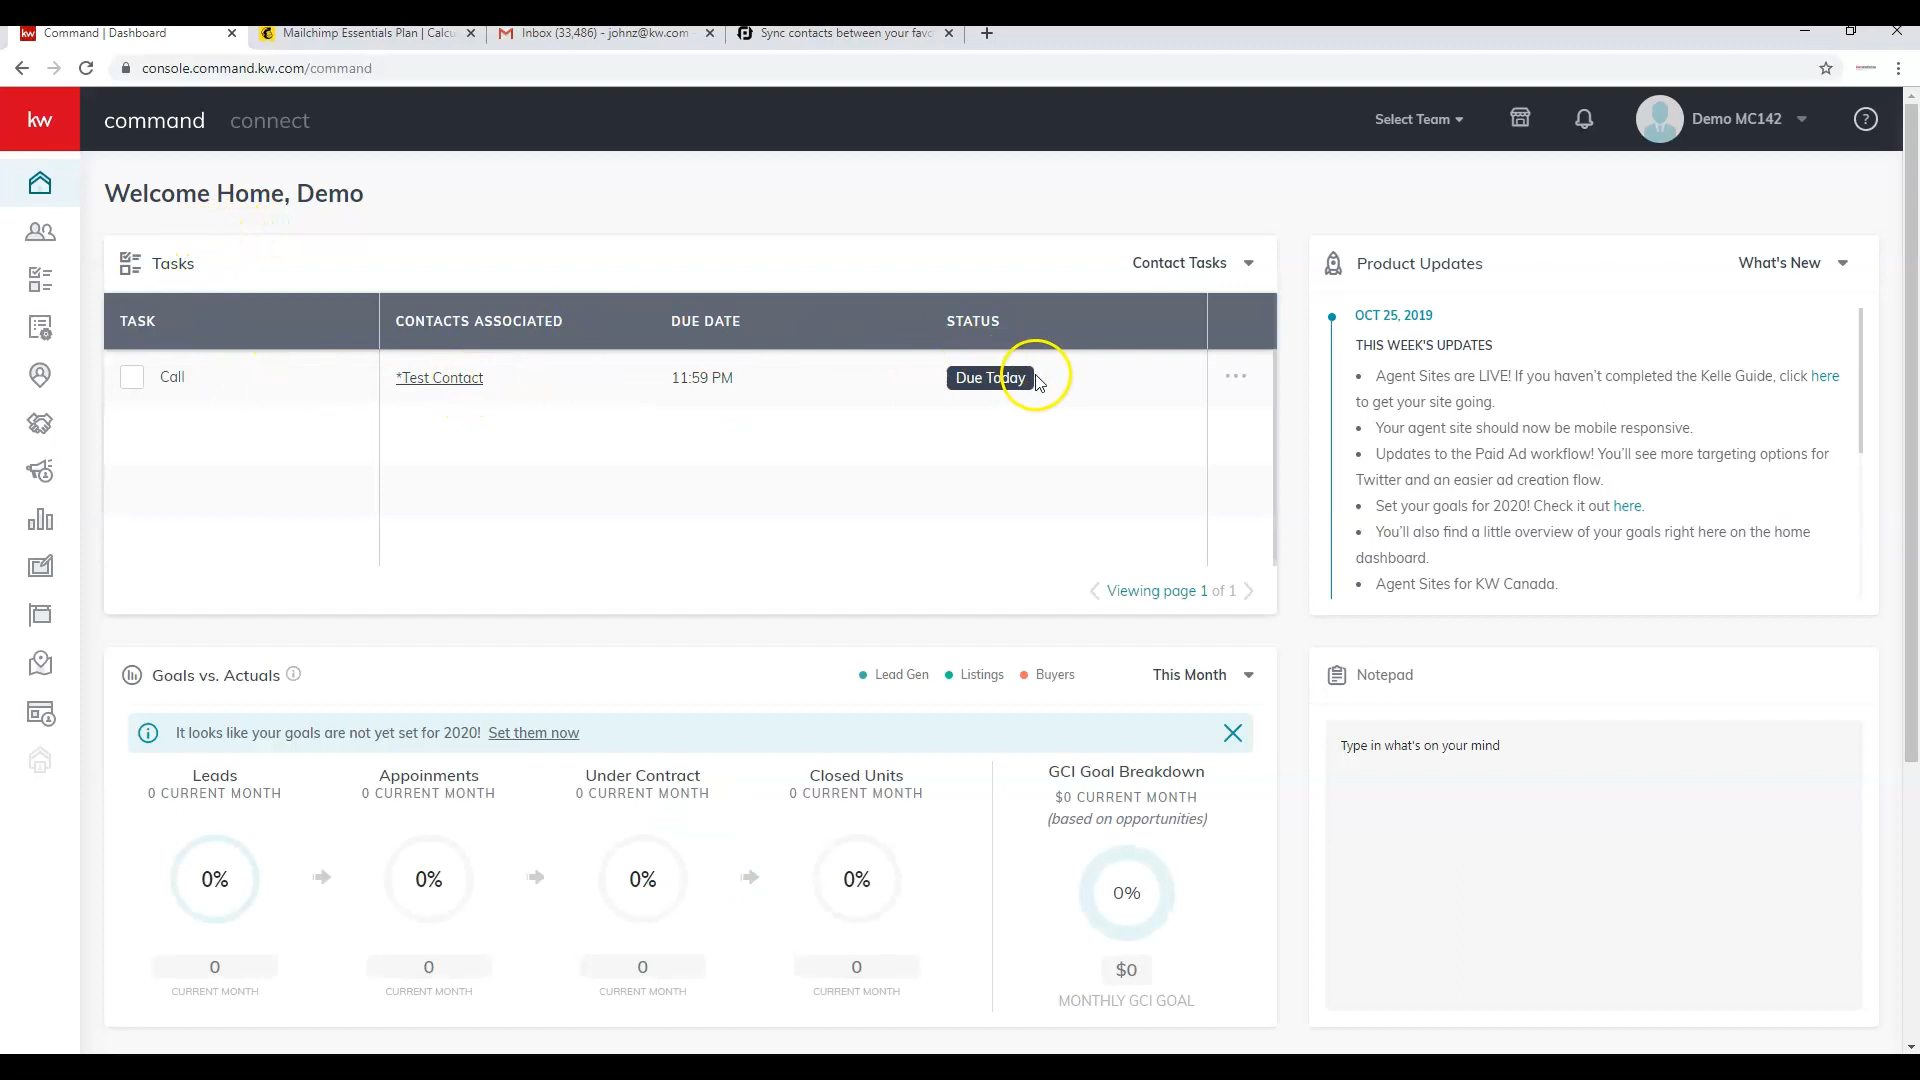 kw Command | Dashboard
Mailchimp Essentials Plan | Calcu
Inbox (33,486) - johnz@kw.com -
Sync contacts between your favo
console.command.kw.com/command
kw
command connect
Select Team
Demo MC142
?
Welcome Home, Demo
Tasks
Contact Tasks
TASK
CONTACTS ASSOCIATED
DUE DATE
STATUS
Call
*Test Contact
11:59 PM
Due Today
Viewing page 1 of 1
Product Updates
What's New
OCT 25, 2019
THIS WEEK'S UPDATES
• Agent Sites are LIVE! If you haven’t completed the Kelle Guide, click here
to get your site going.
• Your agent site should now be mobile responsive.
• Updates to the Paid Ad workflow! You’ll see more targeting options for
Twitter and an easier ad creation flow.
• Set your goals for 2020! Check it out here.
• You’ll also find a little overview of your goals right here on the home
dashboard.
• Agent Sites for KW Canada.
Goals vs. Actuals
Lead Gen
Listings
Buyers
This Month
It looks like your goals are not yet set for 2020! Set them now
Leads
0 CURRENT MONTH
0%
0
CURRENT MONTH
Appoinments
0 CURRENT MONTH
0%
0
CURRENT MONTH
Under Contract
0 CURRENT MONTH
0%
0
CURRENT MONTH
Closed Units
0 CURRENT MONTH
0%
0
CURRENT MONTH
GCI Goal Breakdown
$0 CURRENT MONTH
(based on opportunities)
0%
$0
MONTHLY GCI GOAL
Notepad
Type in what's on your mind